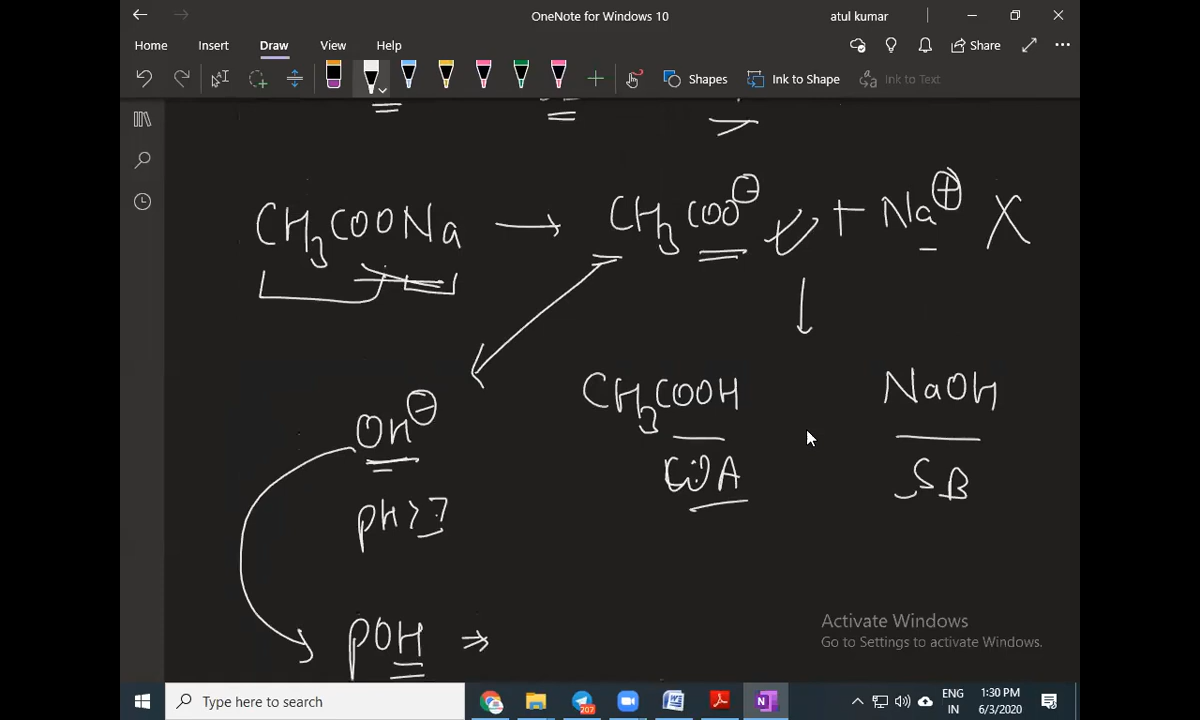 OneNote for Windows 10
atul kumar
Home Insert Draw View Help
Share
Shapes
Ink to Shape
Ink to Text
CH3COONa → CH3COO⊖ + Na⊕ X
CH3COOH NaOH
WA SB
OH⊖
pH>7
pOH ⇒
Activate Windows
Go to Settings to activate Windows.
Type here to search
207
ENG
IN
1:30 PM
6/3/2020